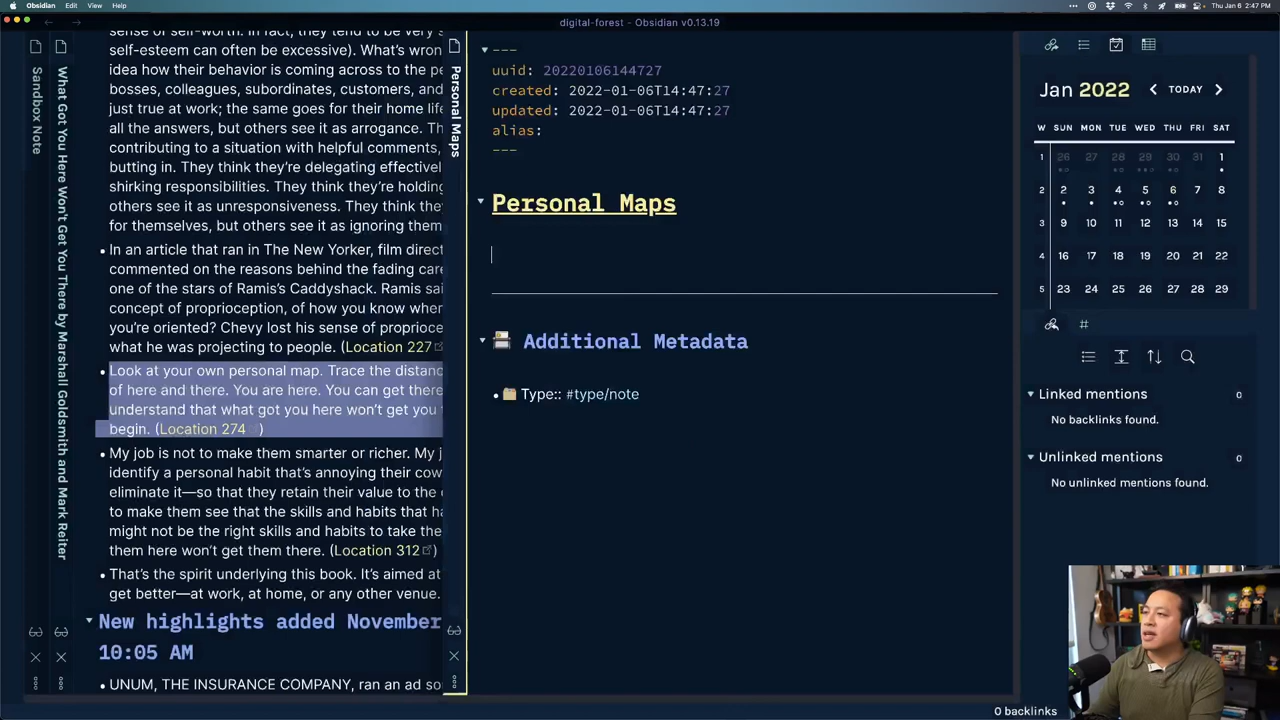 Obsidian Edit View Help
Thu Jan 6 2:47 PM
digital-forest - Obsidian v0.13.19
Sandbox Note
What Got You Here Won't Get You There by Marshall Goldsmith and Mark Reiter
sense of self-worth. In fact, they tend to be very s
self-esteem can often be excessive). What's wron
idea how their behavior is coming across to the pe
bosses, colleagues, subordinates, customers, and
just true at work; the same goes for their home life
all the answers, but others see it as arrogance. Th
contributing to a situation with helpful comments,
butting in. They think they're delegating effectivel
shirking responsibilities. They think they're holding
others see it as unresponsiveness. They think they
for themselves, but others see it as ignoring them
• In an article that ran in The New Yorker, film direct
commented on the reasons behind the fading care
one of the stars of Ramis's Caddyshack. Ramis sai
concept of proprioception, of how you know wher
you're oriented? Chevy lost his sense of proprioce
what he was projecting to people. (Location 227
• Look at your own personal map. Trace the distanc
of here and there. You are here. You can get there
understand that what got you here won't get you t
begin. (Location 274)
• My job is not to make them smarter or richer. My j
identify a personal habit that's annoying their cow
eliminate it—so that they retain their value to the o
to make them see that the skills and habits that ha
might not be the right skills and habits to take the
them here won't get them there. (Location 312)
• That's the spirit underlying this book. It's aimed at
get better—at work, at home, or any other venue.
New highlights added November
10:05 AM
• UNUM, THE INSURANCE COMPANY, ran an ad so
Personal Maps
---
uuid: 20220106144727
created: 2022-01-06T14:47:27
updated: 2022-01-06T14:47:27
alias:
---
Personal Maps
Additional Metadata
• Type:: #type/note
Jan 2022 TODAY
W SUN MON TUE WED THU FRI SAT
1 26 27 28 29 30 31 1
2 2 3 4 5 6 7 8
3 9 10 11 12 13 14 15
4 16 17 18 19 20 21 22
5 23 24 25 26 27 28 29
Linked mentions 0
No backlinks found.
Unlinked mentions 0
No unlinked mentions found.
0 backlinks